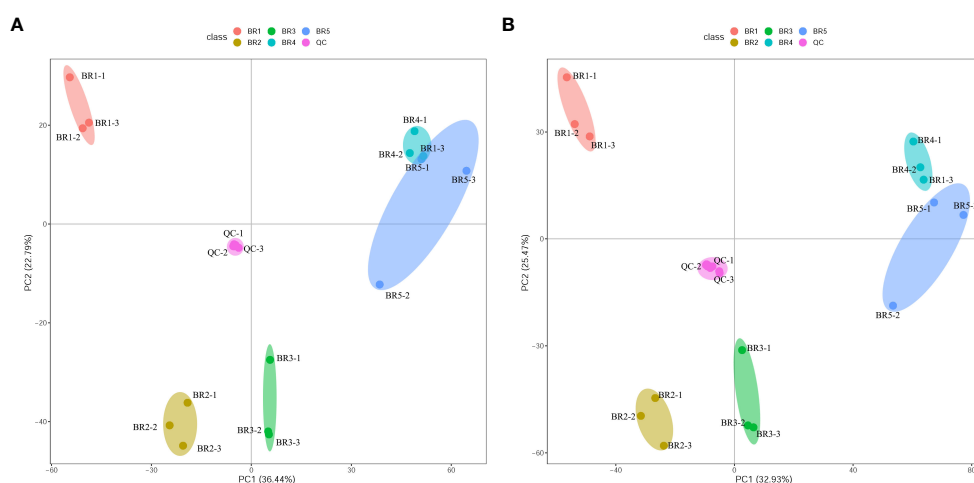 A
class BR1 BR3 BR5
BR2 BR4 QC
BR1-1
BR1-3
BR1-2
BR4-1
BR4-2
BR1-3
BR5-1
BR5-3
QC-1
QC-2
QC-3
BR5-2
BR3-1
BR2-1
BR2-2
BR3-2
BR3-3
BR2-3
20
0
−20
−40
PC2 (22.79%)
−60
−30
0
30
60
PC1 (36.44%)
B
class BR1 BR3 BR5
BR2 BR4 QC
BR1-1
BR1-2
BR1-3
BR4-1
BR4-2
BR1-3
BR5-1
BR5-
QC-1
QC-2
QC-3
BR5-2
BR3-1
BR2-1
BR2-2
BR3-2
BR3-3
BR2-3
30
0
−30
−60
PC2 (25.47%)
−40
0
40
80
PC1 (32.93%)